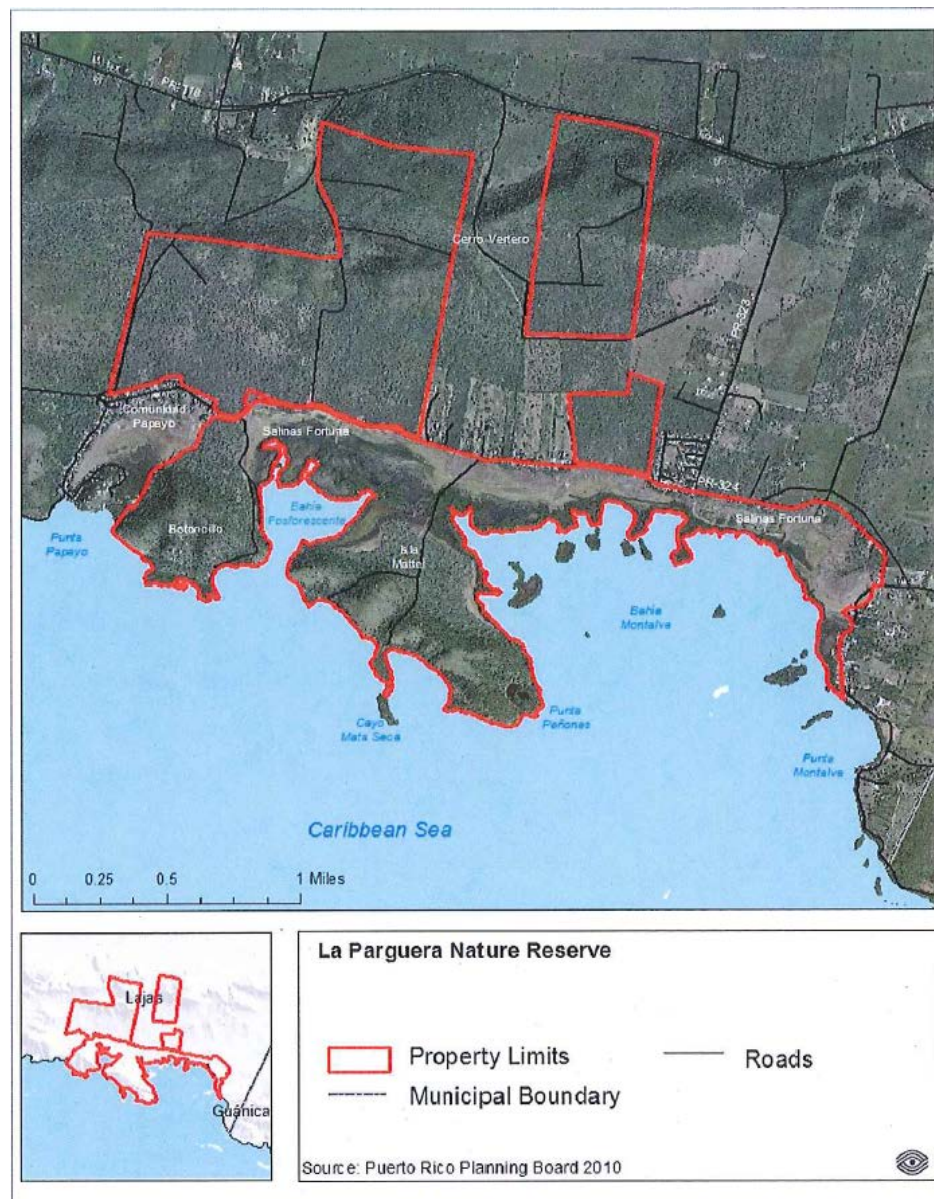 PR-116
Cerro Vertero
PR-323
Comunidad
Papayo
Salinas Fortuna
PR-324
Salinas Fortuna
Bahia
Fosforescente
Botoncillo
Punta
Papayo
Isla
Mattei
Bahia
Montalva
Cayo
Mata Seca
Punta
Peñones
Punta
Montalva
Caribbean Sea
0 0.25 0.5 1 Miles
Lajas
Guánica
La Parguera Nature Reserve
Property Limits
Roads
Municipal Boundary
Source: Puerto Rico Planning Board 2010